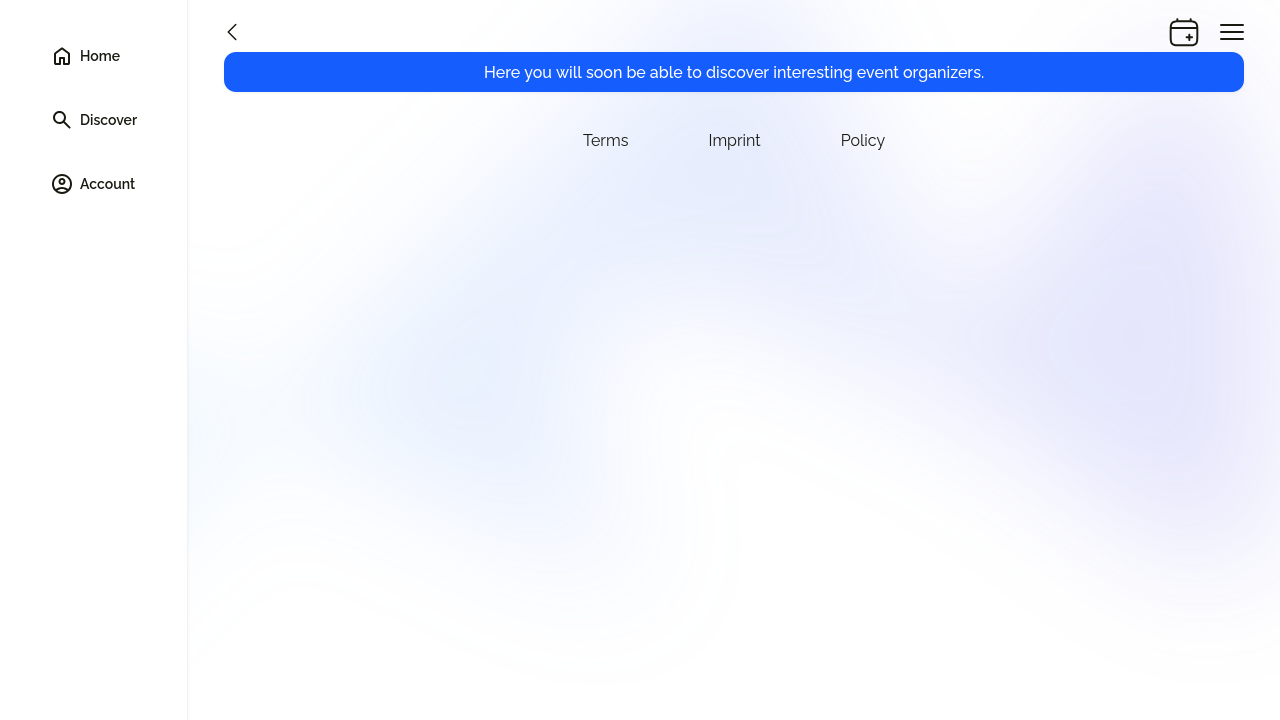 Home
Discover
Account
Here you will soon be able to discover interesting event organizers.
Terms
Imprint
Policy